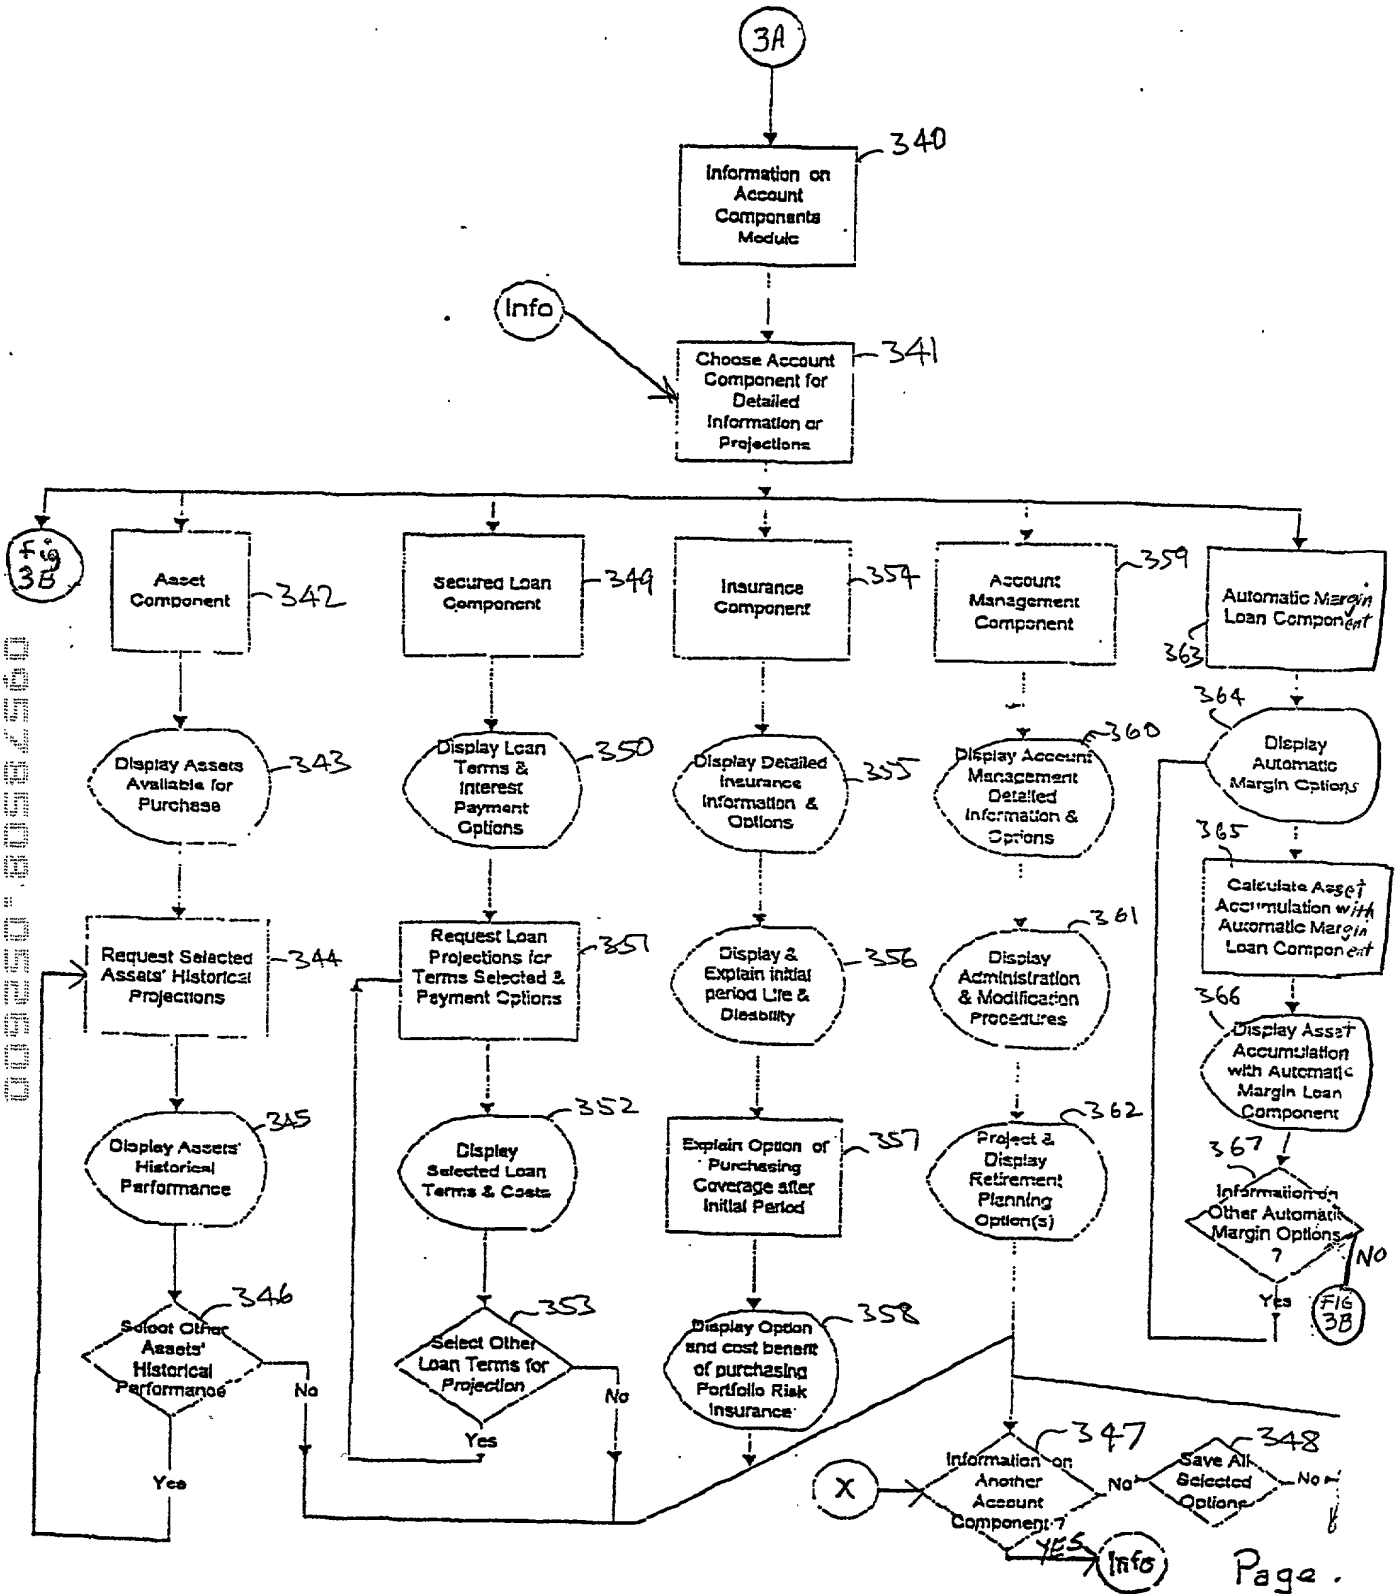 3A
340
Information on
Account
Components
Module
Info
341
Choose Account
Component for
Detailed
Information or
Projections
Fig
3B
Asset
Component
342
Secured Loan
Component
349
Insurance
Component
354
Account
Management
Component
359
Automatic Margin
Loan Component
363
Display Assets
Available for
Purchase
343
Display Loan
Terms &
Interest
Payment
Options
350
Display Detailed
Insurance
Information &
Options
355
Display Account
Management
Detailed
Information &
Options
360
364
Display
Automatic
Margin Options
Request Selected
Assets' Historical
Projections
344
Request Loan
Projections for
Terms Selected &
Payment Options
351
Display &
Explain initial
period Life &
Disability
356
Display
Administration
& Modification
Procedures
361
365
Calculate Asset
Accumulation with
Automatic Margin
Loan Component
366
Display Asset
Accumulation
with Automatic
Margin Loan
Component
Display Assets'
Historical
Performance
345
Display
Selected Loan
Terms & Costs
352
Explain Option of
Purchasing
Coverage after
Initial Period
357
Project &
Display
Retirement
Planning
Option(s)
362
367
Information on
Other Automatic
Margin Options
?
NO
Yes
FIG
3B
Select Other
Assets'
Historical
Performance
346
No
Yes
Select Other
Loan Terms for
Projection
353
No
Yes
Display Option
and cost benefit
of purchasing
Portfolio Risk
Insurance
358
X
Information on
Another
Account
Component ?
347
No
YES
Info
Save All
Selected
Options
348
No
Page.